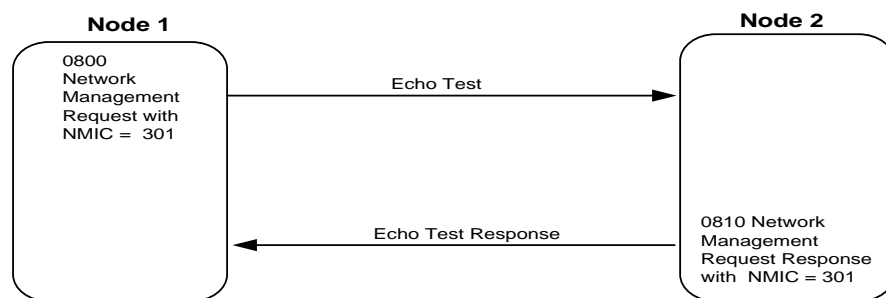 Node 1
Node 2
0800
Network
Management
Request with
NMIC = 301
Echo Test
Echo Test Response
0810 Network
Management
Request Response
with NMIC = 301